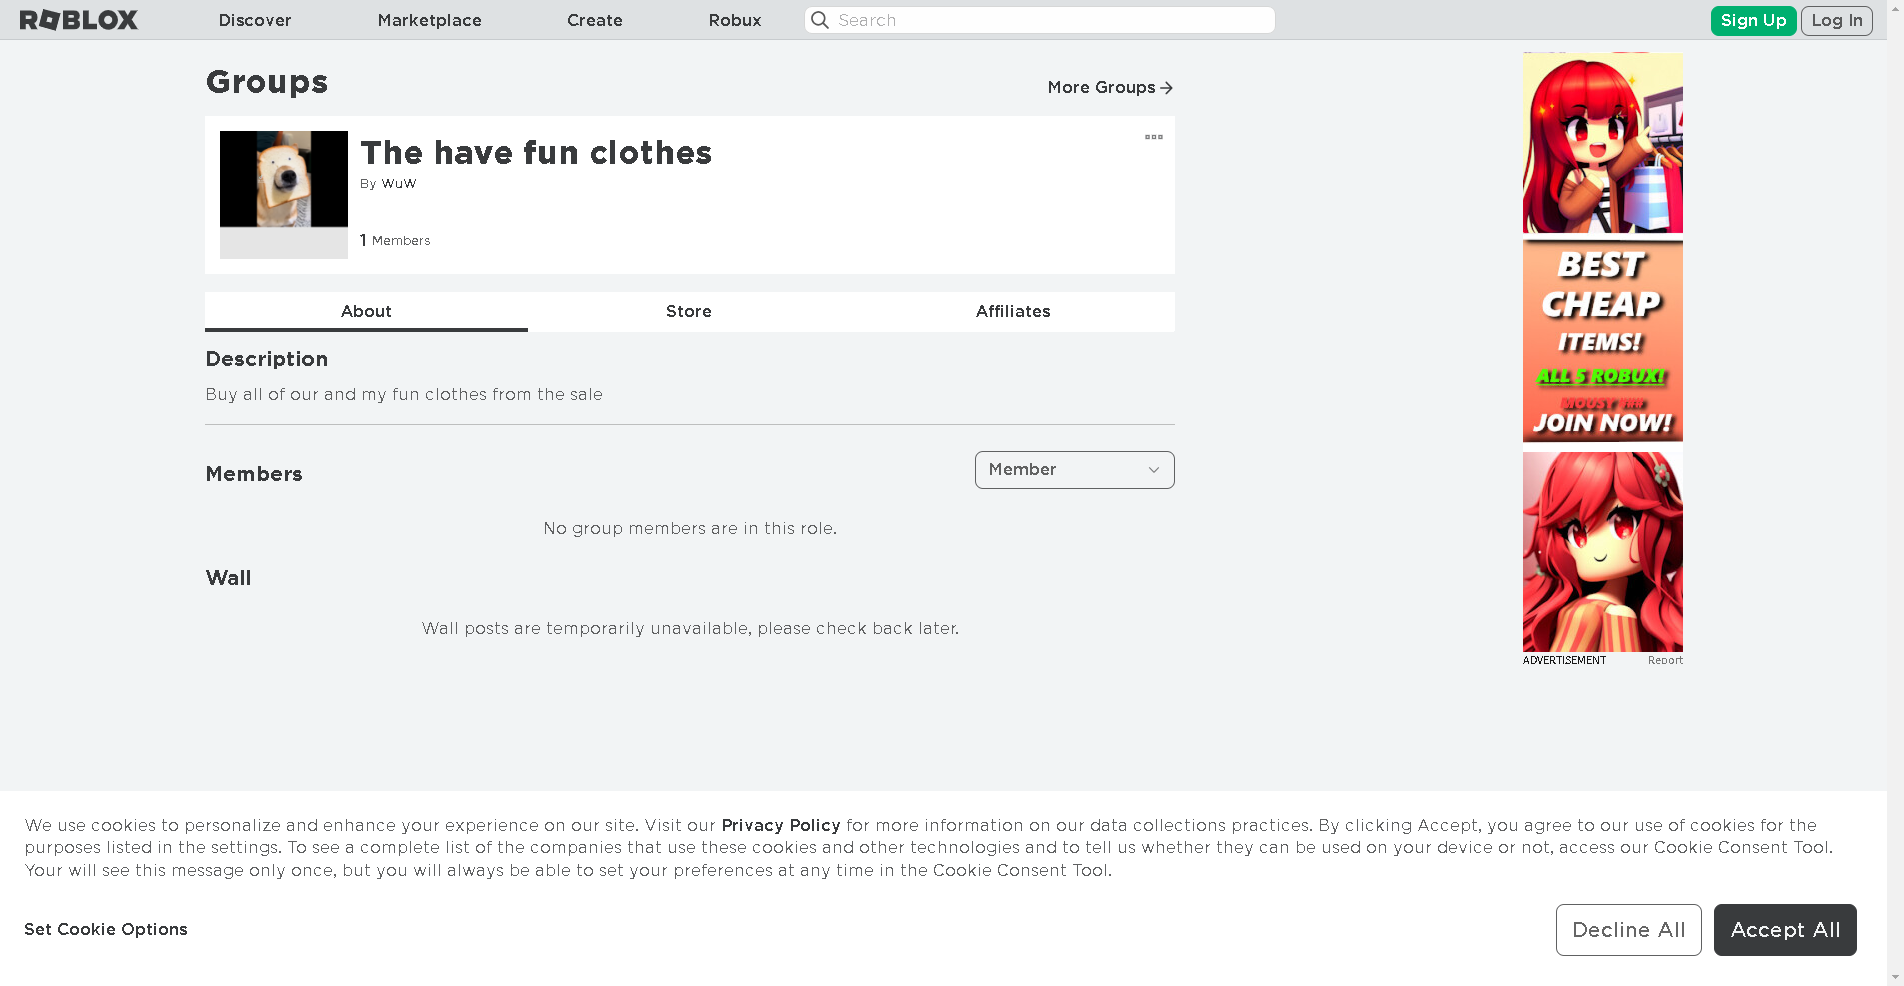 ROBLOX
Discover
Marketplace
Create
Robux
Search
Sign Up
Log In
Groups
More Groups
The have fun clothes
By WuW
1 Members
About
Store
Affiliates
Description
Buy all of our and my fun clothes from the sale
Members
Member
No group members are in this role.
Wall
Wall posts are temporarily unavailable, please check back later.
BEST
CHEAP
ITEMS!
ALL 5 ROBUX!
JOIN NOW!
ADVERTISEMENT
Report
We use cookies to personalize and enhance your experience on our site. Visit our Privacy Policy for more information on our data collections practices. By clicking Accept, you agree to our use of cookies for the
purposes listed in the settings. To see a complete list of the companies that use these cookies and other technologies and to tell us whether they can be used on your device or not, access our Cookie Consent Tool.
Your will see this message only once, but you will always be able to set your preferences at any time in the Cookie Consent Tool.
Set Cookie Options
Decline All
Accept All